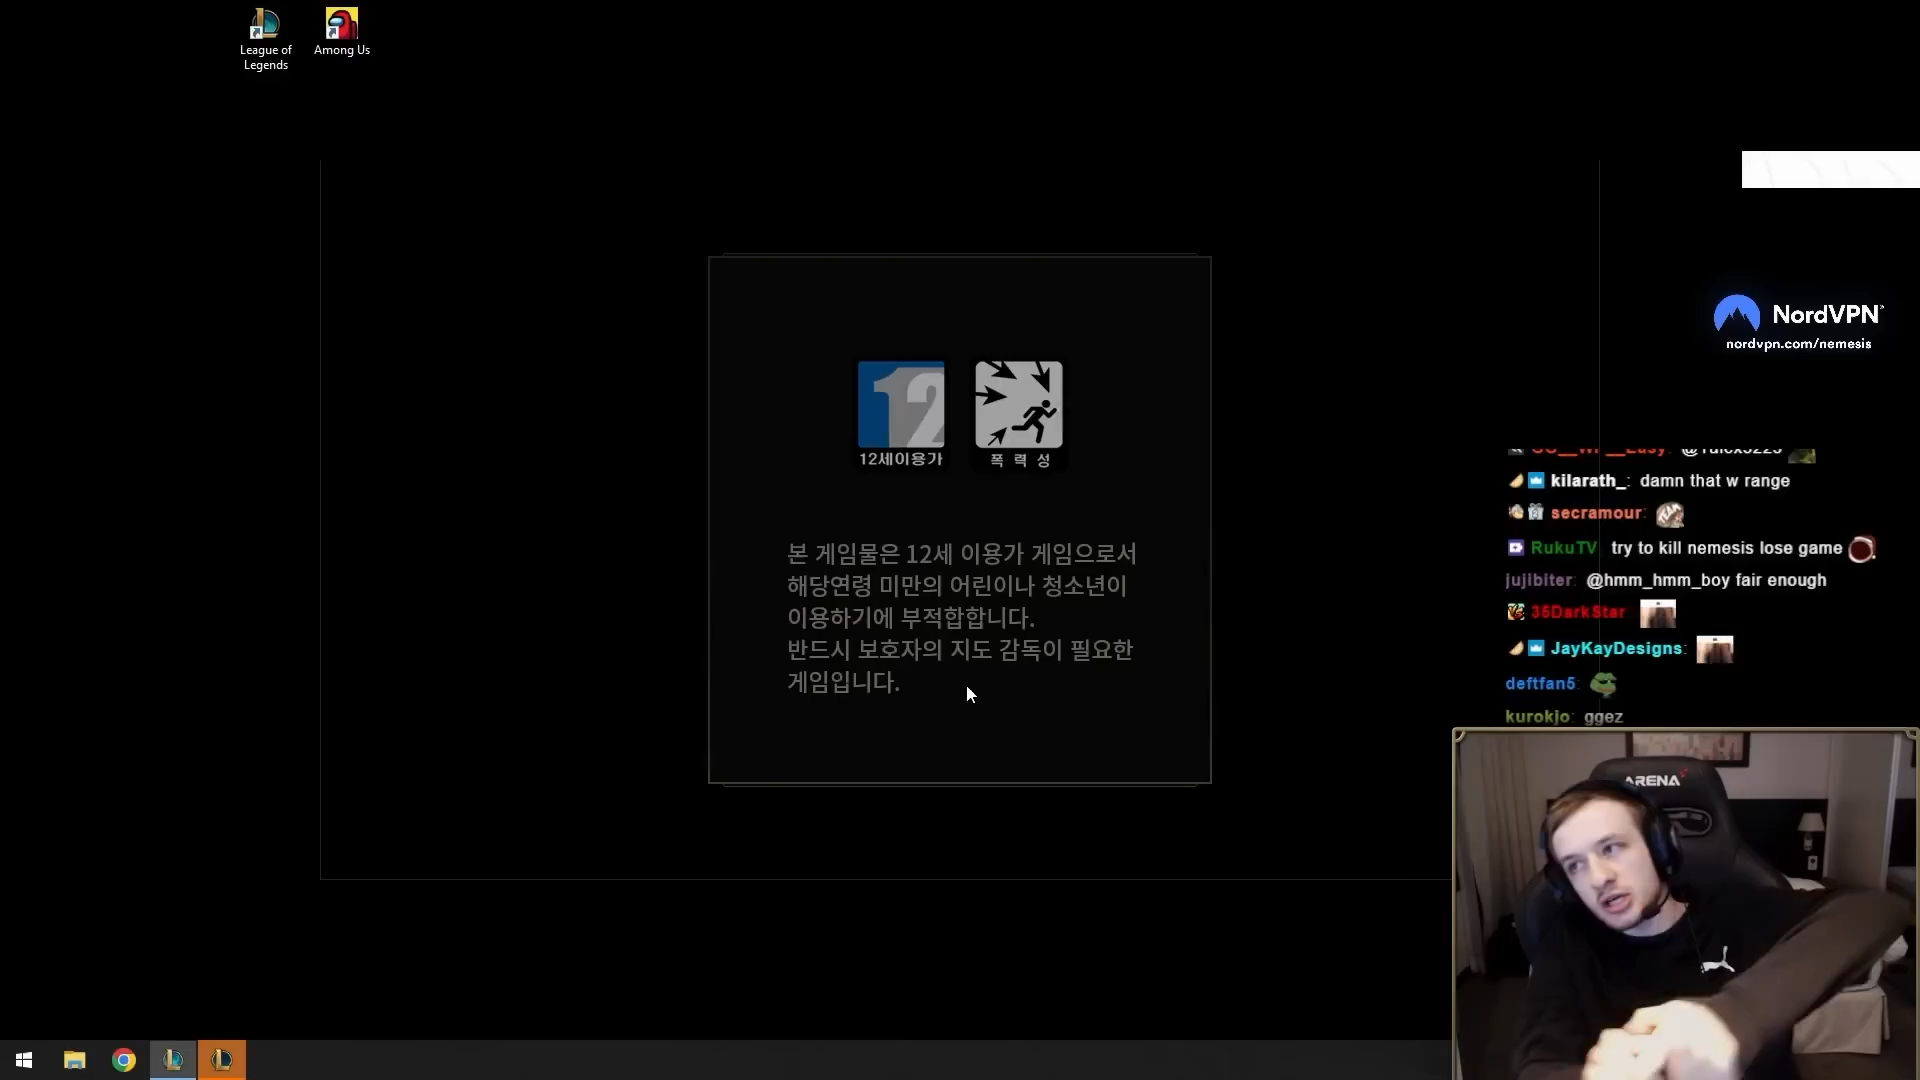 League of
Legends
Among Us
12
12세이용가
폭 력 성
본 게임물은 12세 이용가 게임으로서
해당연령 미만의 어린이나 청소년이
이용하기에 부적합합니다.
반드시 보호자의 지도 감독이 필요한
게임입니다.
NordVPN
nordvpn.com/nemesis
kilarath_: damn that w range
secramour:
RukuTV try to kill nemesis lose game
jujibiter: @hmm_hmm_boy fair enough
35DarkStar
JayKayDesigns:
deftfan5:
kurokjo: ggez
ARENA